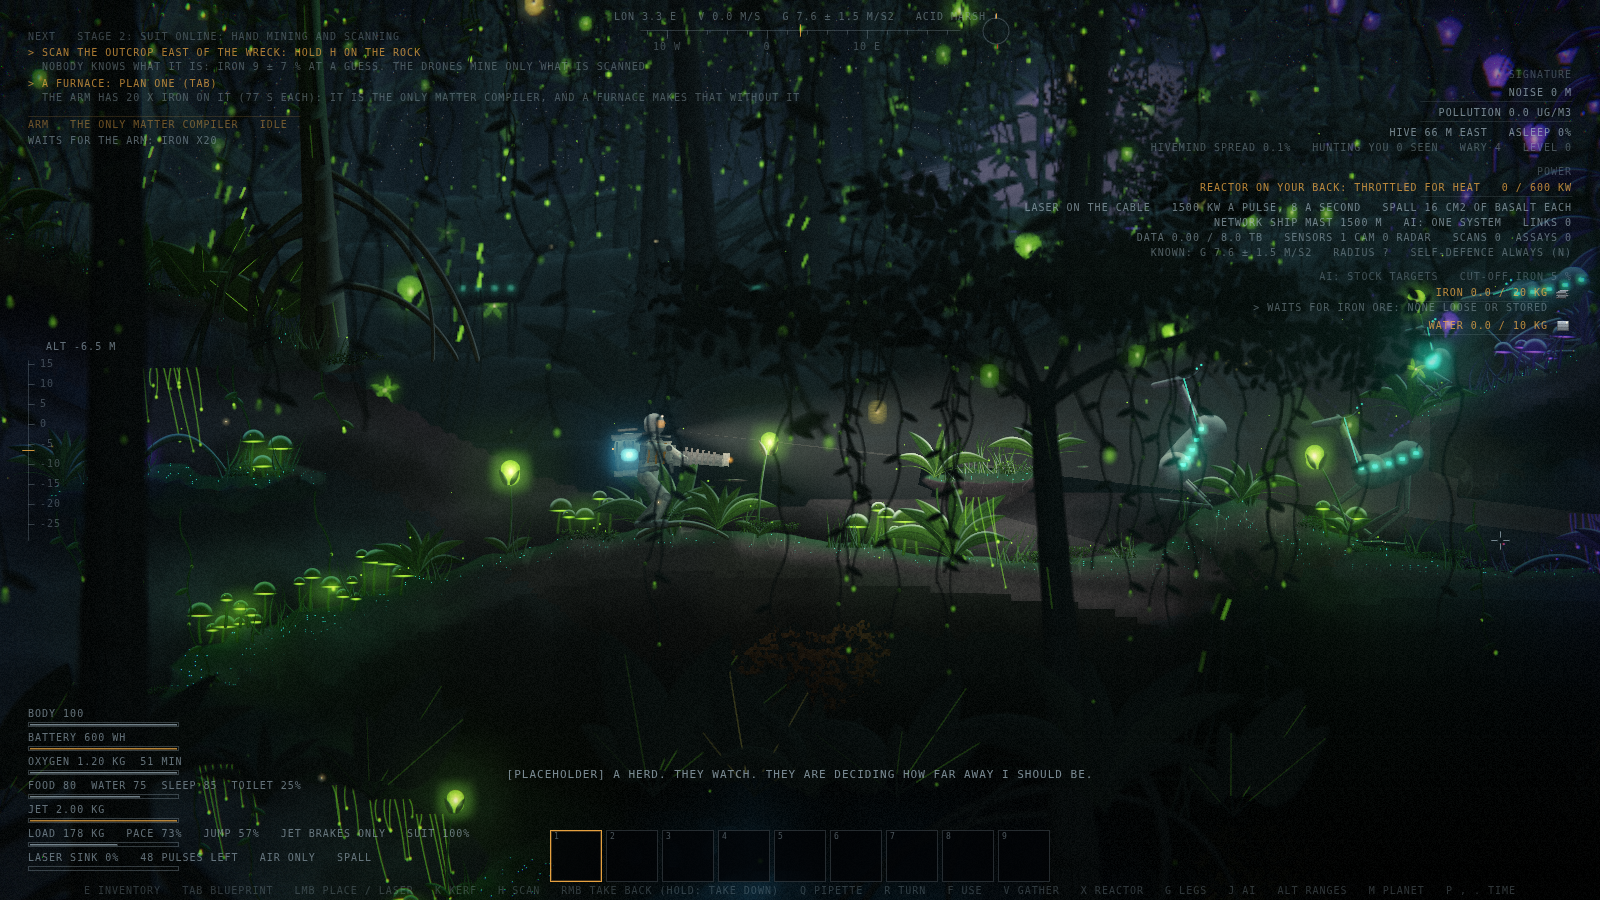 LON 3.3 E   V 0.0 M/S   G 7.6 ± 1.5 M/S2   ACID MARSH
10 W   0   10 E
NEXT   STAGE 2: SUIT ONLINE: HAND MINING AND SCANNING
> SCAN THE OUTCROP EAST OF THE WRECK: HOLD H ON THE ROCK
NOBODY KNOWS WHAT IT IS: IRON 9 ± 7 % AT A GUESS. THE DRONES MINE ONLY WHAT IS SCANNED
> A FURNACE: PLAN ONE (TAB)
THE ARM HAS 20 X IRON ON IT (77 S EACH): IT IS THE ONLY MATTER COMPILER, AND A FURNACE MAKES THAT WITHOUT IT
ARM   THE ONLY MATTER COMPILER   IDLE
WAITS FOR THE ARM: IRON X20
SIGNATURE
NOISE 0 M
POLLUTION 0.0 UG/M3
HIVE 66 M EAST   ASLEEP 0%
HIVEMIND SPREAD 0.1%   HUNTING YOU 0 SEEN   WARY 4   LEVEL 0
POWER
REACTOR ON YOUR BACK: THROTTLED FOR HEAT   0 / 600 KW
LASER ON THE CABLE   1500 KW A PULSE, 8 A SECOND   SPALL 16 CM2 OF BASALT EACH
NETWORK SHIP MAST 1500 M   AI: ONE SYSTEM   LINKS 0
DATA 0.00 / 8.0 TB   SENSORS 1 CAM 0 RADAR   SCANS 0   ASSAYS 0
KNOWN: G 7.6 ± 1.5 M/S2   RADIUS ?   SELF-DEFENCE ALWAYS (N)
AI: STOCK TARGETS   CUT-OFF IRON 5 %
IRON 0.0 / 20 KG
> WAITS FOR IRON ORE: NONE LOOSE OR STORED
WATER 0.0 / 10 KG
ALT -6.5 M
15
10
5
0
-5
-10
-15
-20
-25
BODY 100
BATTERY 600 WH
OXYGEN 1.20 KG   51 MIN
FOOD 80   WATER 75   SLEEP 85   TOILET 25%
JET 2.00 KG
LOAD 178 KG   PACE 73%   JUMP 57%   JET BRAKES ONLY   SUIT 100%
LASER SINK 0%   48 PULSES LEFT   AIR ONLY   SPALL
[PLACEHOLDER] A HERD. THEY WATCH. THEY ARE DECIDING HOW FAR AWAY I SHOULD BE.
1 2 3 4 5 6 7 8 9
E INVENTORY   TAB BLUEPRINT   LMB PLACE / LASER   K KERF   H SCAN   RMB TAKE BACK (HOLD: TAKE DOWN)   Q PIPETTE   R TURN   F USE   V GATHER   X REACTOR   G LEGS   J AI   ALT RANGES   M PLANET   P , . TIME